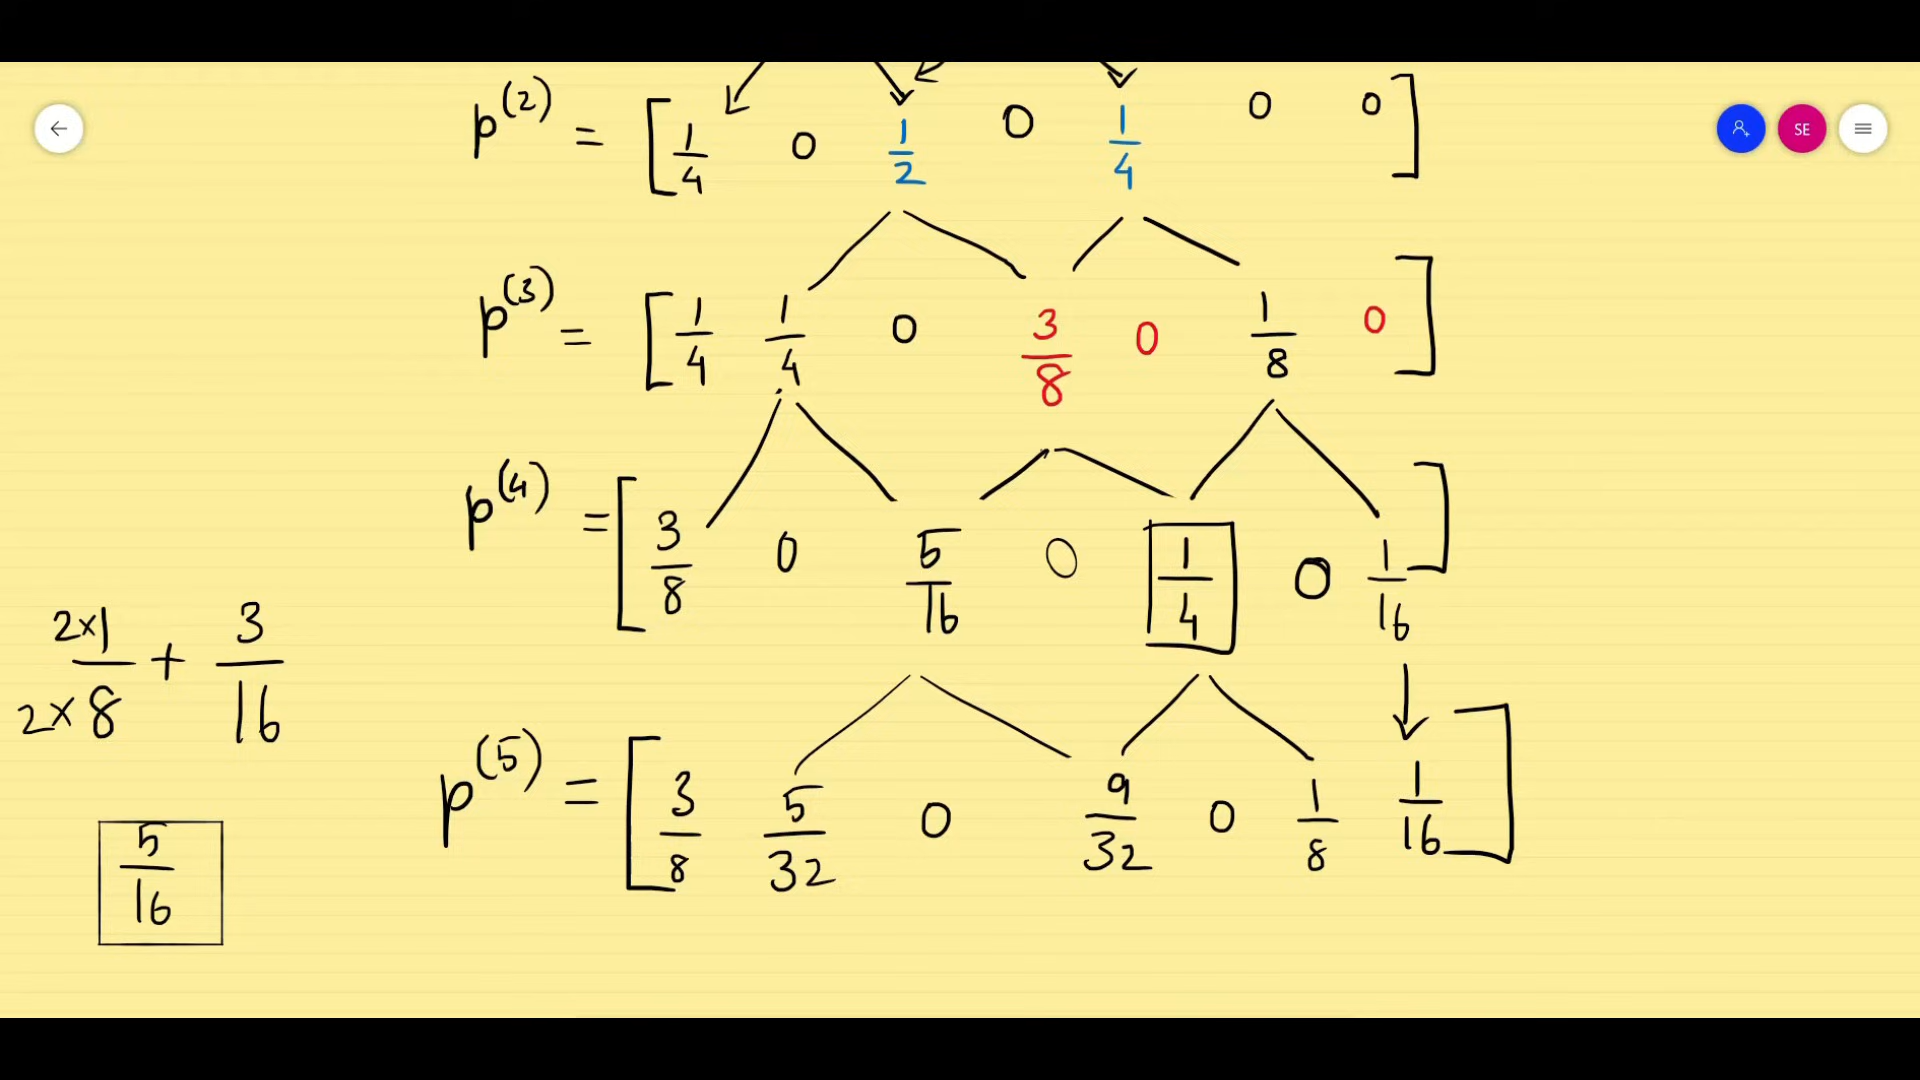 p^(2) = [1/4 0 1/2 0 1/4 0 0]
SE
p^(3) = [1/4 1/4 0 3/8 0 1/8 0]
p^(4) = [3/8 0 5/16 0 1/4 0 1/16]
2×1/2×8 + 3/16
p^(5) = [3/8 5/32 0 9/32 0 1/8 1/16]
5/16